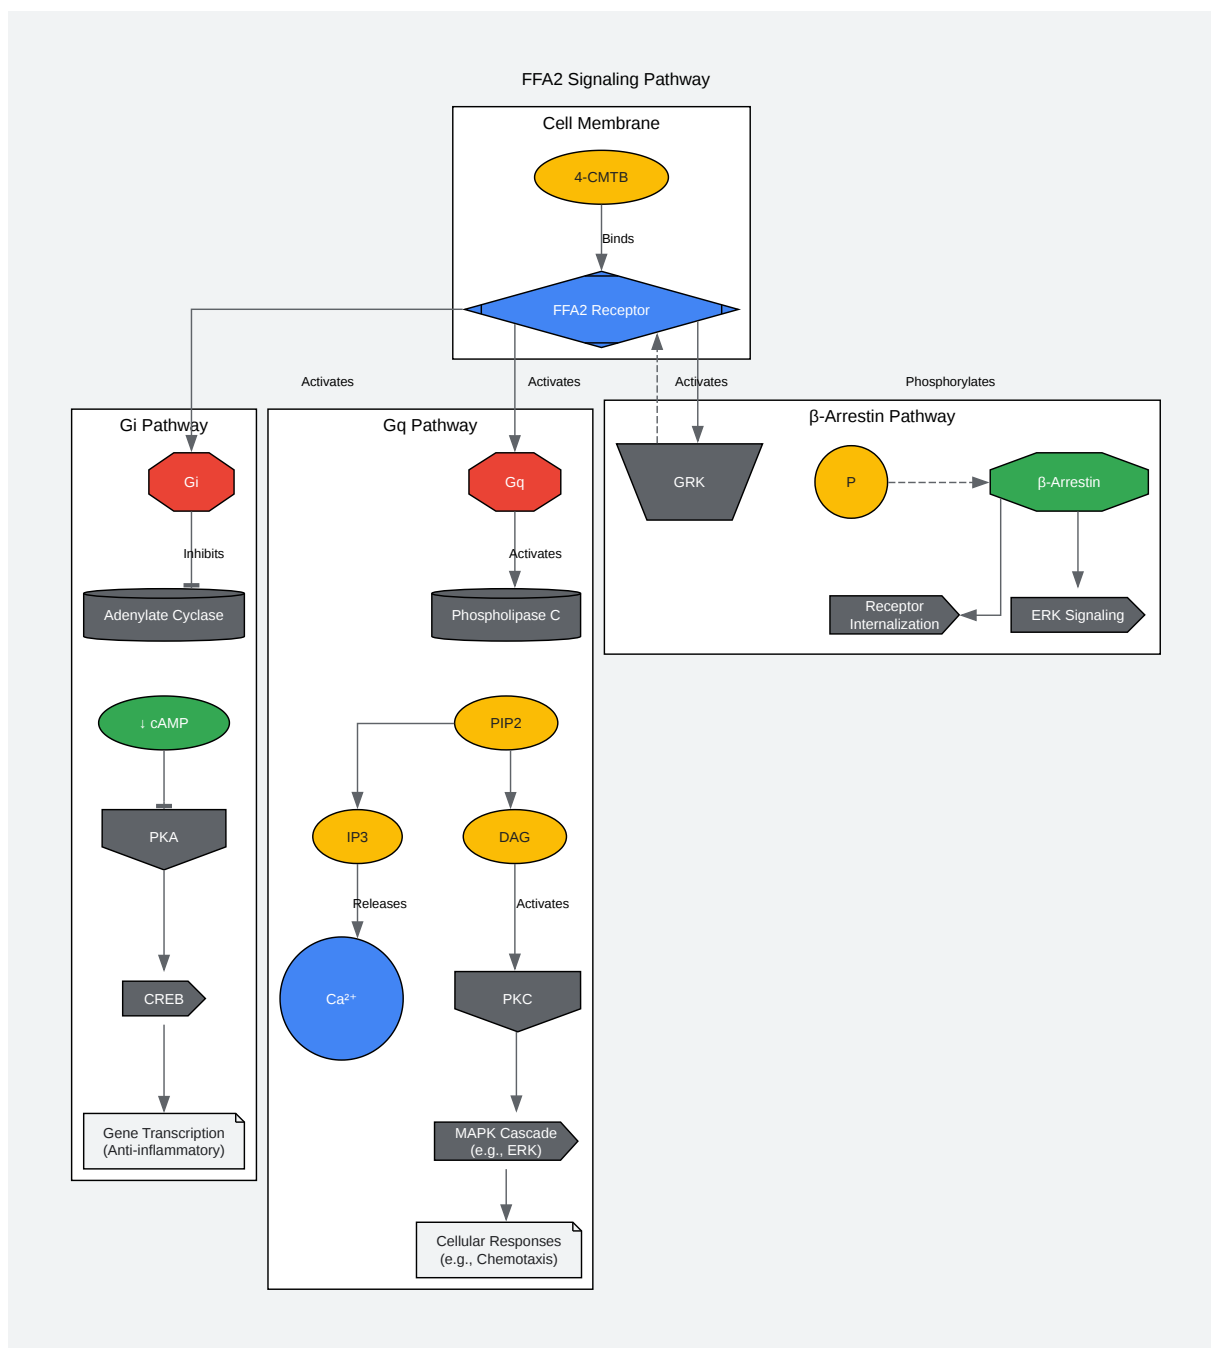 FFA2 Signaling Pathway
Cell Membrane
4-CMTB
Binds
FFA2 Receptor
Activates
Activates
Activates
Phosphorylates
Gi Pathway
Gi
Inhibits
Adenylate Cyclase
↓ cAMP
PKA
CREB
Gene Transcription
(Anti-inflammatory)
Gq Pathway
Gq
Activates
Phospholipase C
PIP2
IP3
DAG
Releases
Activates
Ca²⁺
PKC
MAPK Cascade
(e.g., ERK)
Cellular Responses
(e.g., Chemotaxis)
β-Arrestin Pathway
GRK
P
β-Arrestin
Receptor
Internalization
ERK Signaling